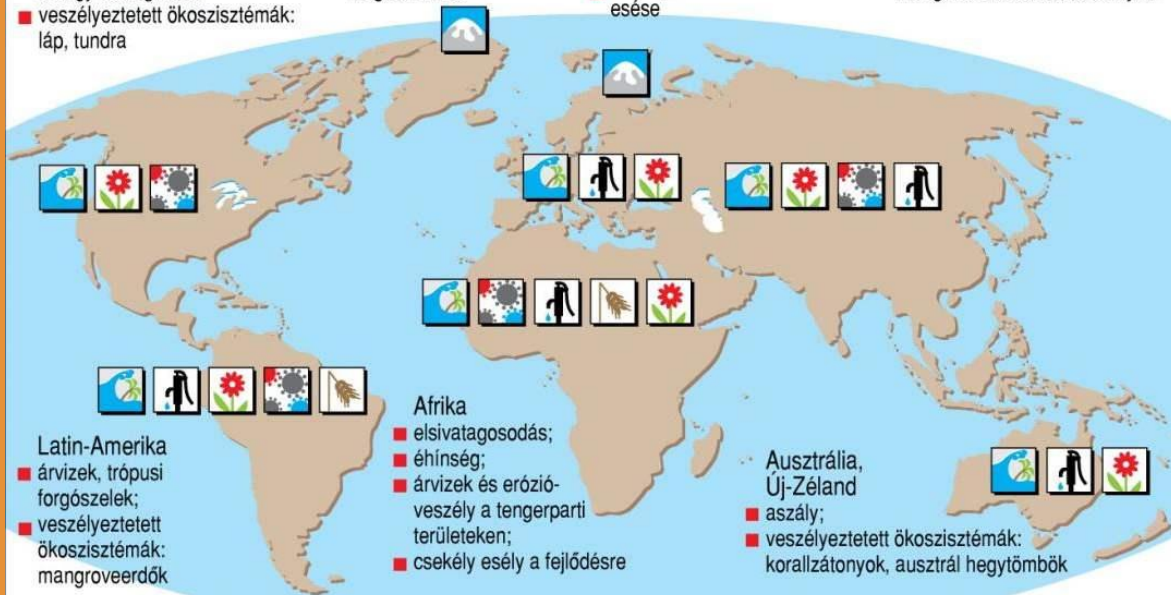 veszélyeztetett ökoszisztémák:
láp, tundra
esése
Latin-Amerika
árvizek, trópusi
forgószelek;
veszélyeztetett
ökoszisztémák:
mangroveerdők
Afrika
elsivatagosodás;
éhínség;
árvizek és erózió-
veszély a tengerparti
területeken;
csekély esély a fejlődésre
Ausztrália,
Új-Zéland
aszály;
veszélyeztetett ökoszisztémák:
korallzátonyok, ausztrál hegytömbök